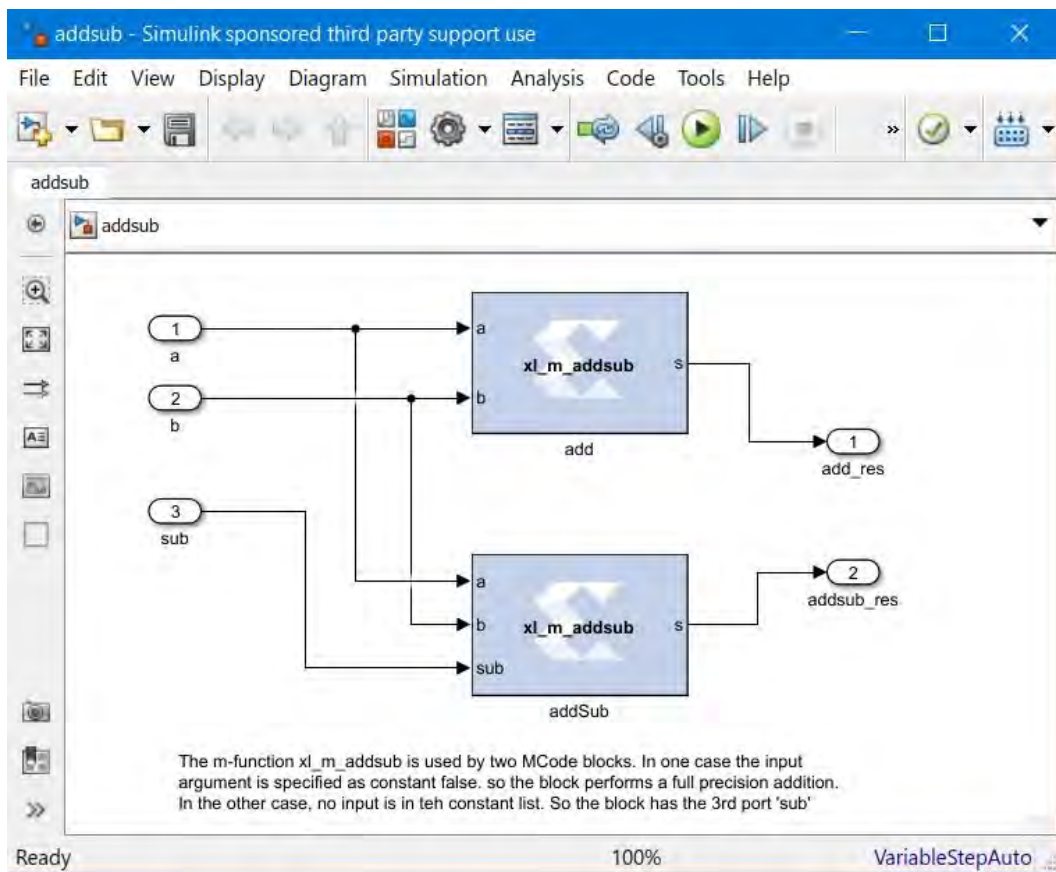 addsub - Simulink sponsored third party support use
File Edit View Display Diagram Simulation Analysis Code Tools Help
»
addsub
addsub
1
a
2
b
3
sub
a
b
xl_m_addsub
s
add
1
add_res
a
b
sub
xl_m_addsub
s
addSub
2
addsub_res
The m-function xl_m_addsub is used by two MCode blocks. In one case the input
argument is specified as constant false. so the block performs a full precision addition.
In the other case, no input is in teh constant list. So the block has the 3rd port 'sub'
»
Ready 100% VariableStepAuto